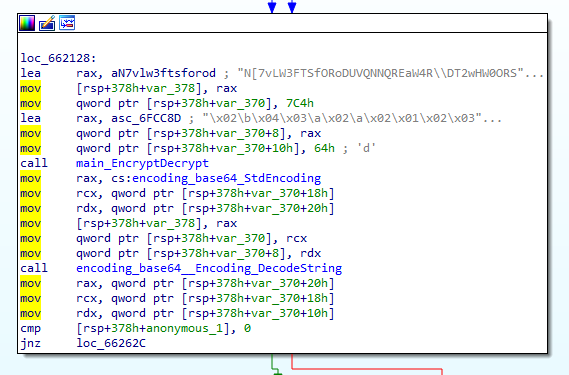 loc_662128:
lea rax, aN7vlw3ftsforod ; "N[7vLW3FTSfORoDUVQNNQREaW4R\\DT2wHW0ORS"...
mov [rsp+378h+var_378], rax
mov qword ptr [rsp+378h+var_370], 7C4h
lea rax, asc_6FCC8D ; "\x02\b\x04\x03\a\x02\a\x02\x01\x02\x03"...
mov qword ptr [rsp+378h+var_370+8], rax
mov qword ptr [rsp+378h+var_370+10h], 64h ; 'd'
call main_EncryptDecrypt
mov rax, cs:encoding_base64_StdEncoding
mov rcx, qword ptr [rsp+378h+var_370+18h]
mov rdx, qword ptr [rsp+378h+var_370+20h]
mov [rsp+378h+var_378], rax
mov qword ptr [rsp+378h+var_370], rcx
mov qword ptr [rsp+378h+var_370+8], rdx
call encoding_base64__Encoding_DecodeString
mov rax, qword ptr [rsp+378h+var_370+20h]
mov rcx, qword ptr [rsp+378h+var_370+18h]
mov rdx, qword ptr [rsp+378h+var_370+10h]
cmp [rsp+378h+anonymous_1], 0
jnz loc_66262C